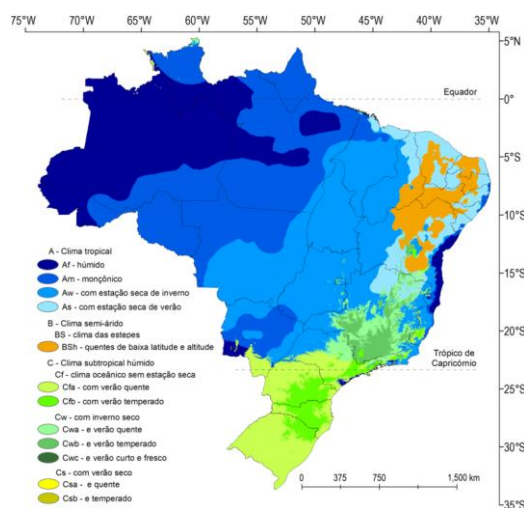 60°W 55°W 50°W 45°W 40°W 35°W
5°N
Equador
0°
5°S
10°S
15°S
20°S
Trópico de
Capricórnio
25°S
30°S
35°S
A - Clima tropical
Af - húmido
Am - monçônico
Aw - com estação seca de inverno
As - com estação seca de verão
B - Clima semi-árido
BS - clima das estepes
BSh - quentes de baixa latitude e altitude
C - Clima subtropical húmido
Cf - clima oceânico sem estação seca
Cfa - com verão quente
Cfb - com verão temperado
Cw - com inverno seco
Cwa - e verão quente
Cwb - e verão temperado
Cwc - e verão curto e fresco
Cs - com verão seco
Csa - e quente
Csb - e temperado
0 375 750 1,500 km